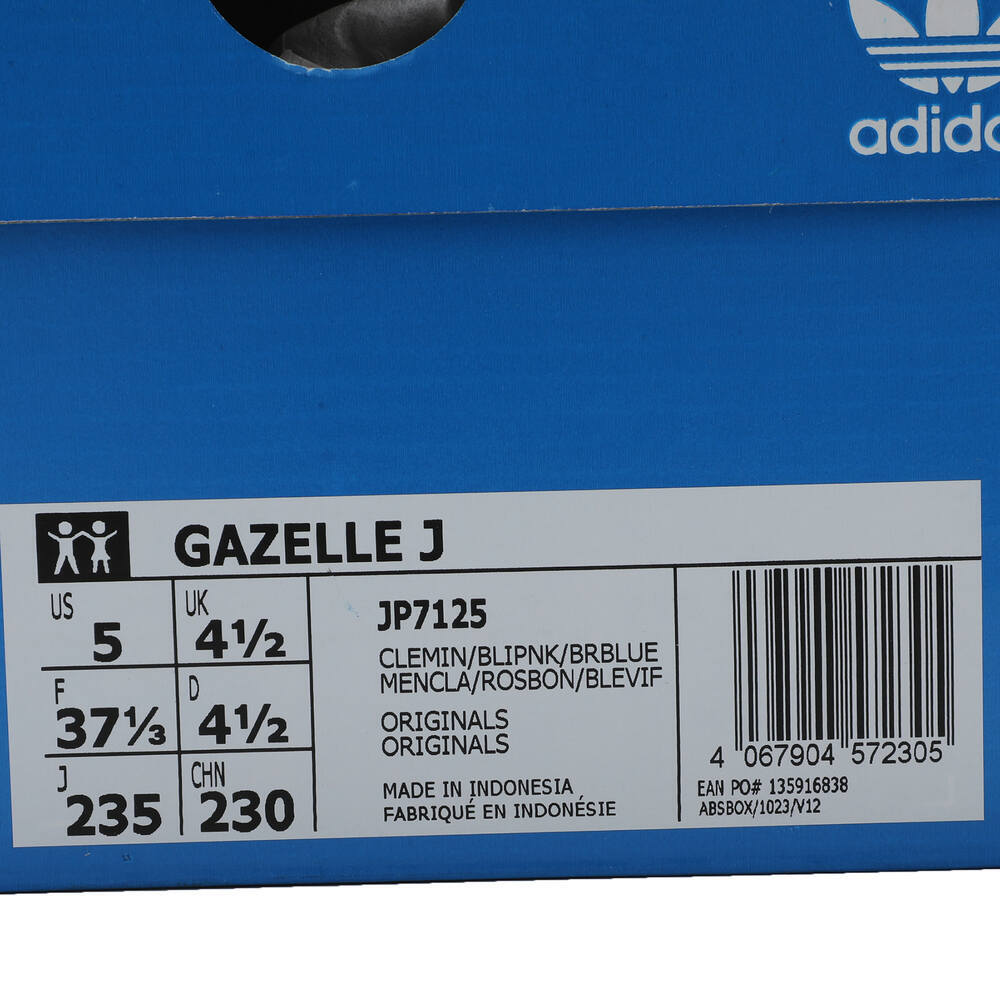 adidas
GAZELLE J
US 5 UK 4½
F 37⅓ D 4½
J 235 CHN 230
JP7125
CLEMIN/BLIPNK/BRBLUE
MENCLA/ROSBON/BLEVIF
ORIGINALS
ORIGINALS
MADE IN INDONESIA
FABRIQUÉ EN INDONÉSIE
4 067904 572305
EAN PO# 135916838
ABSBOX/1023/V12